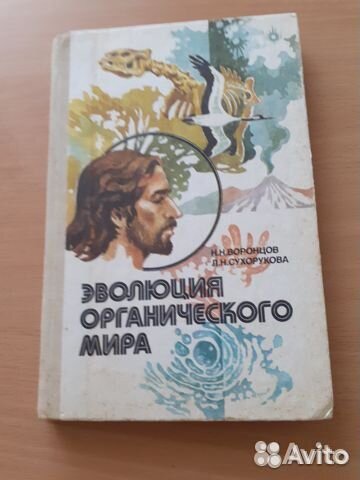 Н.Н.ВОРОНЦОВ
Л.Н.СУХОРУКОВА
ЭВОЛЮЦИЯ
ОРГАНИЧЕСКОГО
МИРА
Avito